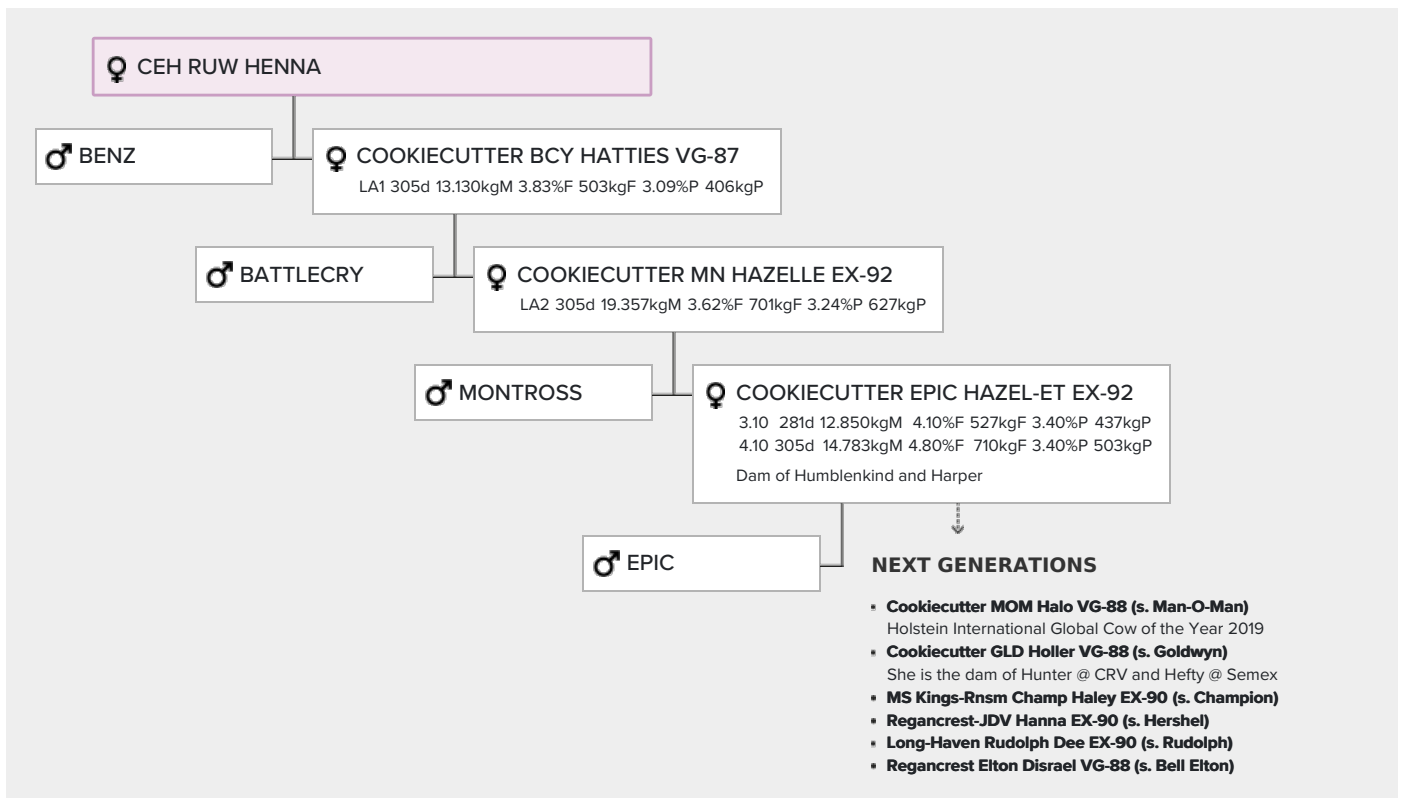 CEH RUW HENNA
BENZ
COOKIECUTTER BCY HATTIES VG-87
LA1 305d 13.130kgM 3.83%F 503kgF 3.09%P 406kgP
BATTLECRY
COOKIECUTTER MN HAZELLE EX-92
LA2 305d 19.357kgM 3.62%F 701kgF 3.24%P 627kgP
MONTROSS
COOKIECUTTER EPIC HAZEL-ET EX-92
3.10 281d 12.850kgM 4.10%F 527kgF 3.40%P 437kgP
4.10 305d 14.783kgM 4.80%F 710kgF 3.40%P 503kgP
Dam of Humblenkind and Harper
EPIC
NEXT GENERATIONS
Cookiecutter MOM Halo VG-88 (s. Man-O-Man)
Holstein International Global Cow of the Year 2019
Cookiecutter GLD Holler VG-88 (s. Goldwyn)
She is the dam of Hunter @ CRV and Hefty @ Semex
MS Kings-Rnsm Champ Haley EX-90 (s. Champion)
Regancrest-JDV Hanna EX-90 (s. Hershel)
Long-Haven Rudolph Dee EX-90 (s. Rudolph)
Regancrest Elton Disrael VG-88 (s. Bell Elton)